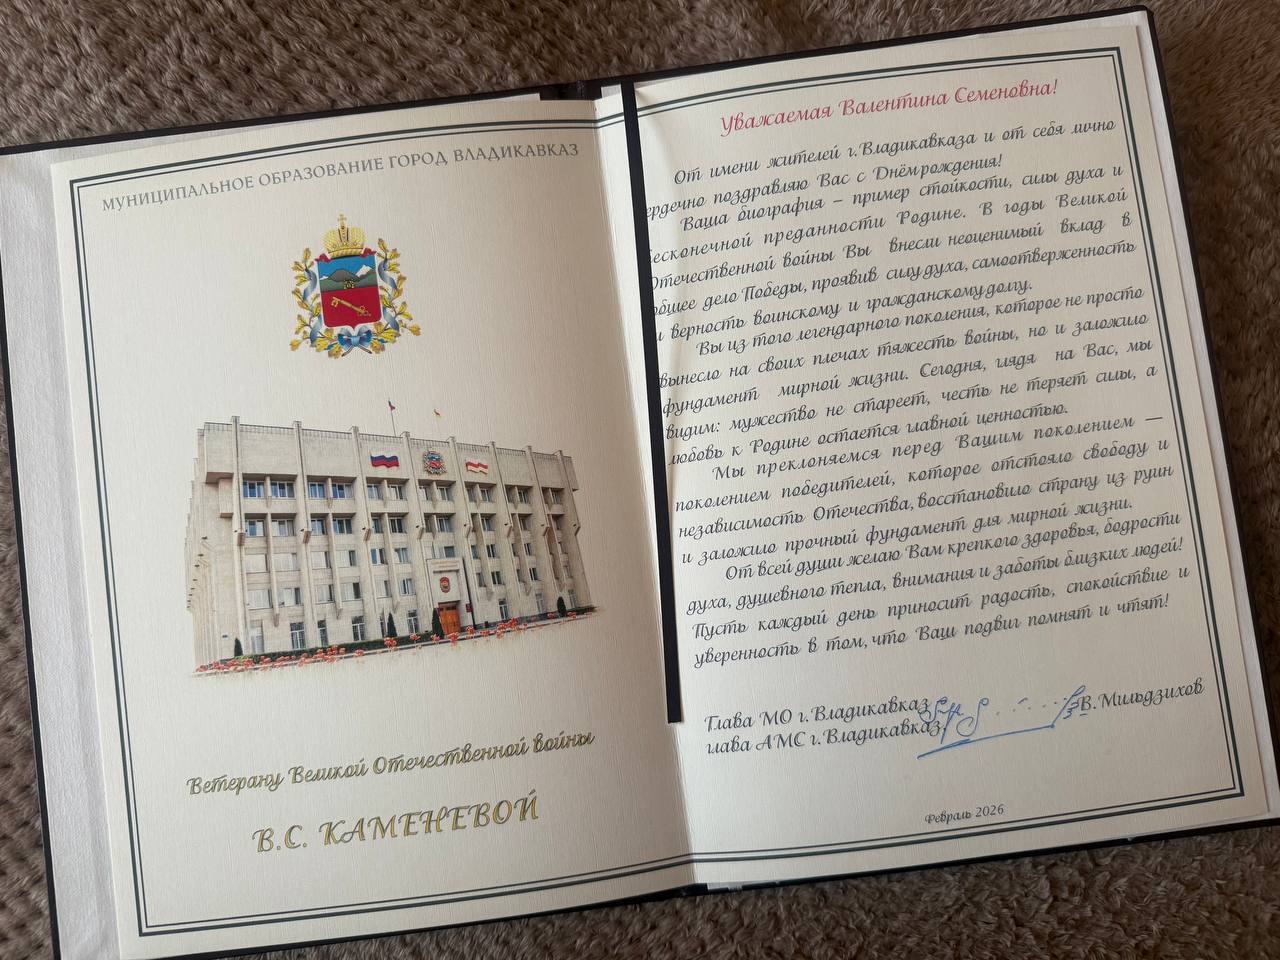 МУНИЦИПАЛЬНОЕ ОБРАЗОВАНИЕ ГОРОД ВЛАДИКАВКАЗ
Ветерану Великой Отечественной войны
В.С. КАМЕНЕВОЙ
Уважаемая Валентина Семеновна!
От имени жителей г.Владикавказа и от себя лично
ердечно поздравляю Вас с Днём рождения!
Ваша биография – пример стойкости, силы духа и
есконечной преданности Родине. В годы Великой
Отечественной войны Вы внесли неоценимый вклад в
общее дело Победы, проявив силу духа, самоотверженность
и верность воинскому и гражданскому долгу.
Вы из того легендарного поколения, которое не просто
вынесло на своих плечах тяжесть войны, но и заложило
фундамент мирной жизни. Сегодня, глядя на Вас, мы
видим: мужество не стареет, честь не теряет силы, а
любовь к Родине остается главной ценностью.
Мы преклоняемся перед Вашим поколением —
поколением победителей, которое отстояло свободу и
независимость Отечества, восстановило страну из руин
и заложило прочный фундамент для мирной жизни.
От всей души желаю Вам крепкого здоровья, бодрости
духа, душевного тепла, внимания и заботы близких людей!
Пусть каждый день приносит радость, спокойствие и
уверенность в том, что Ваш подвиг помнят и чтят!
Глава МО г.Владикавказ,
глава АМС г.Владикавказ В.Мильдзихов
Февраль 2026